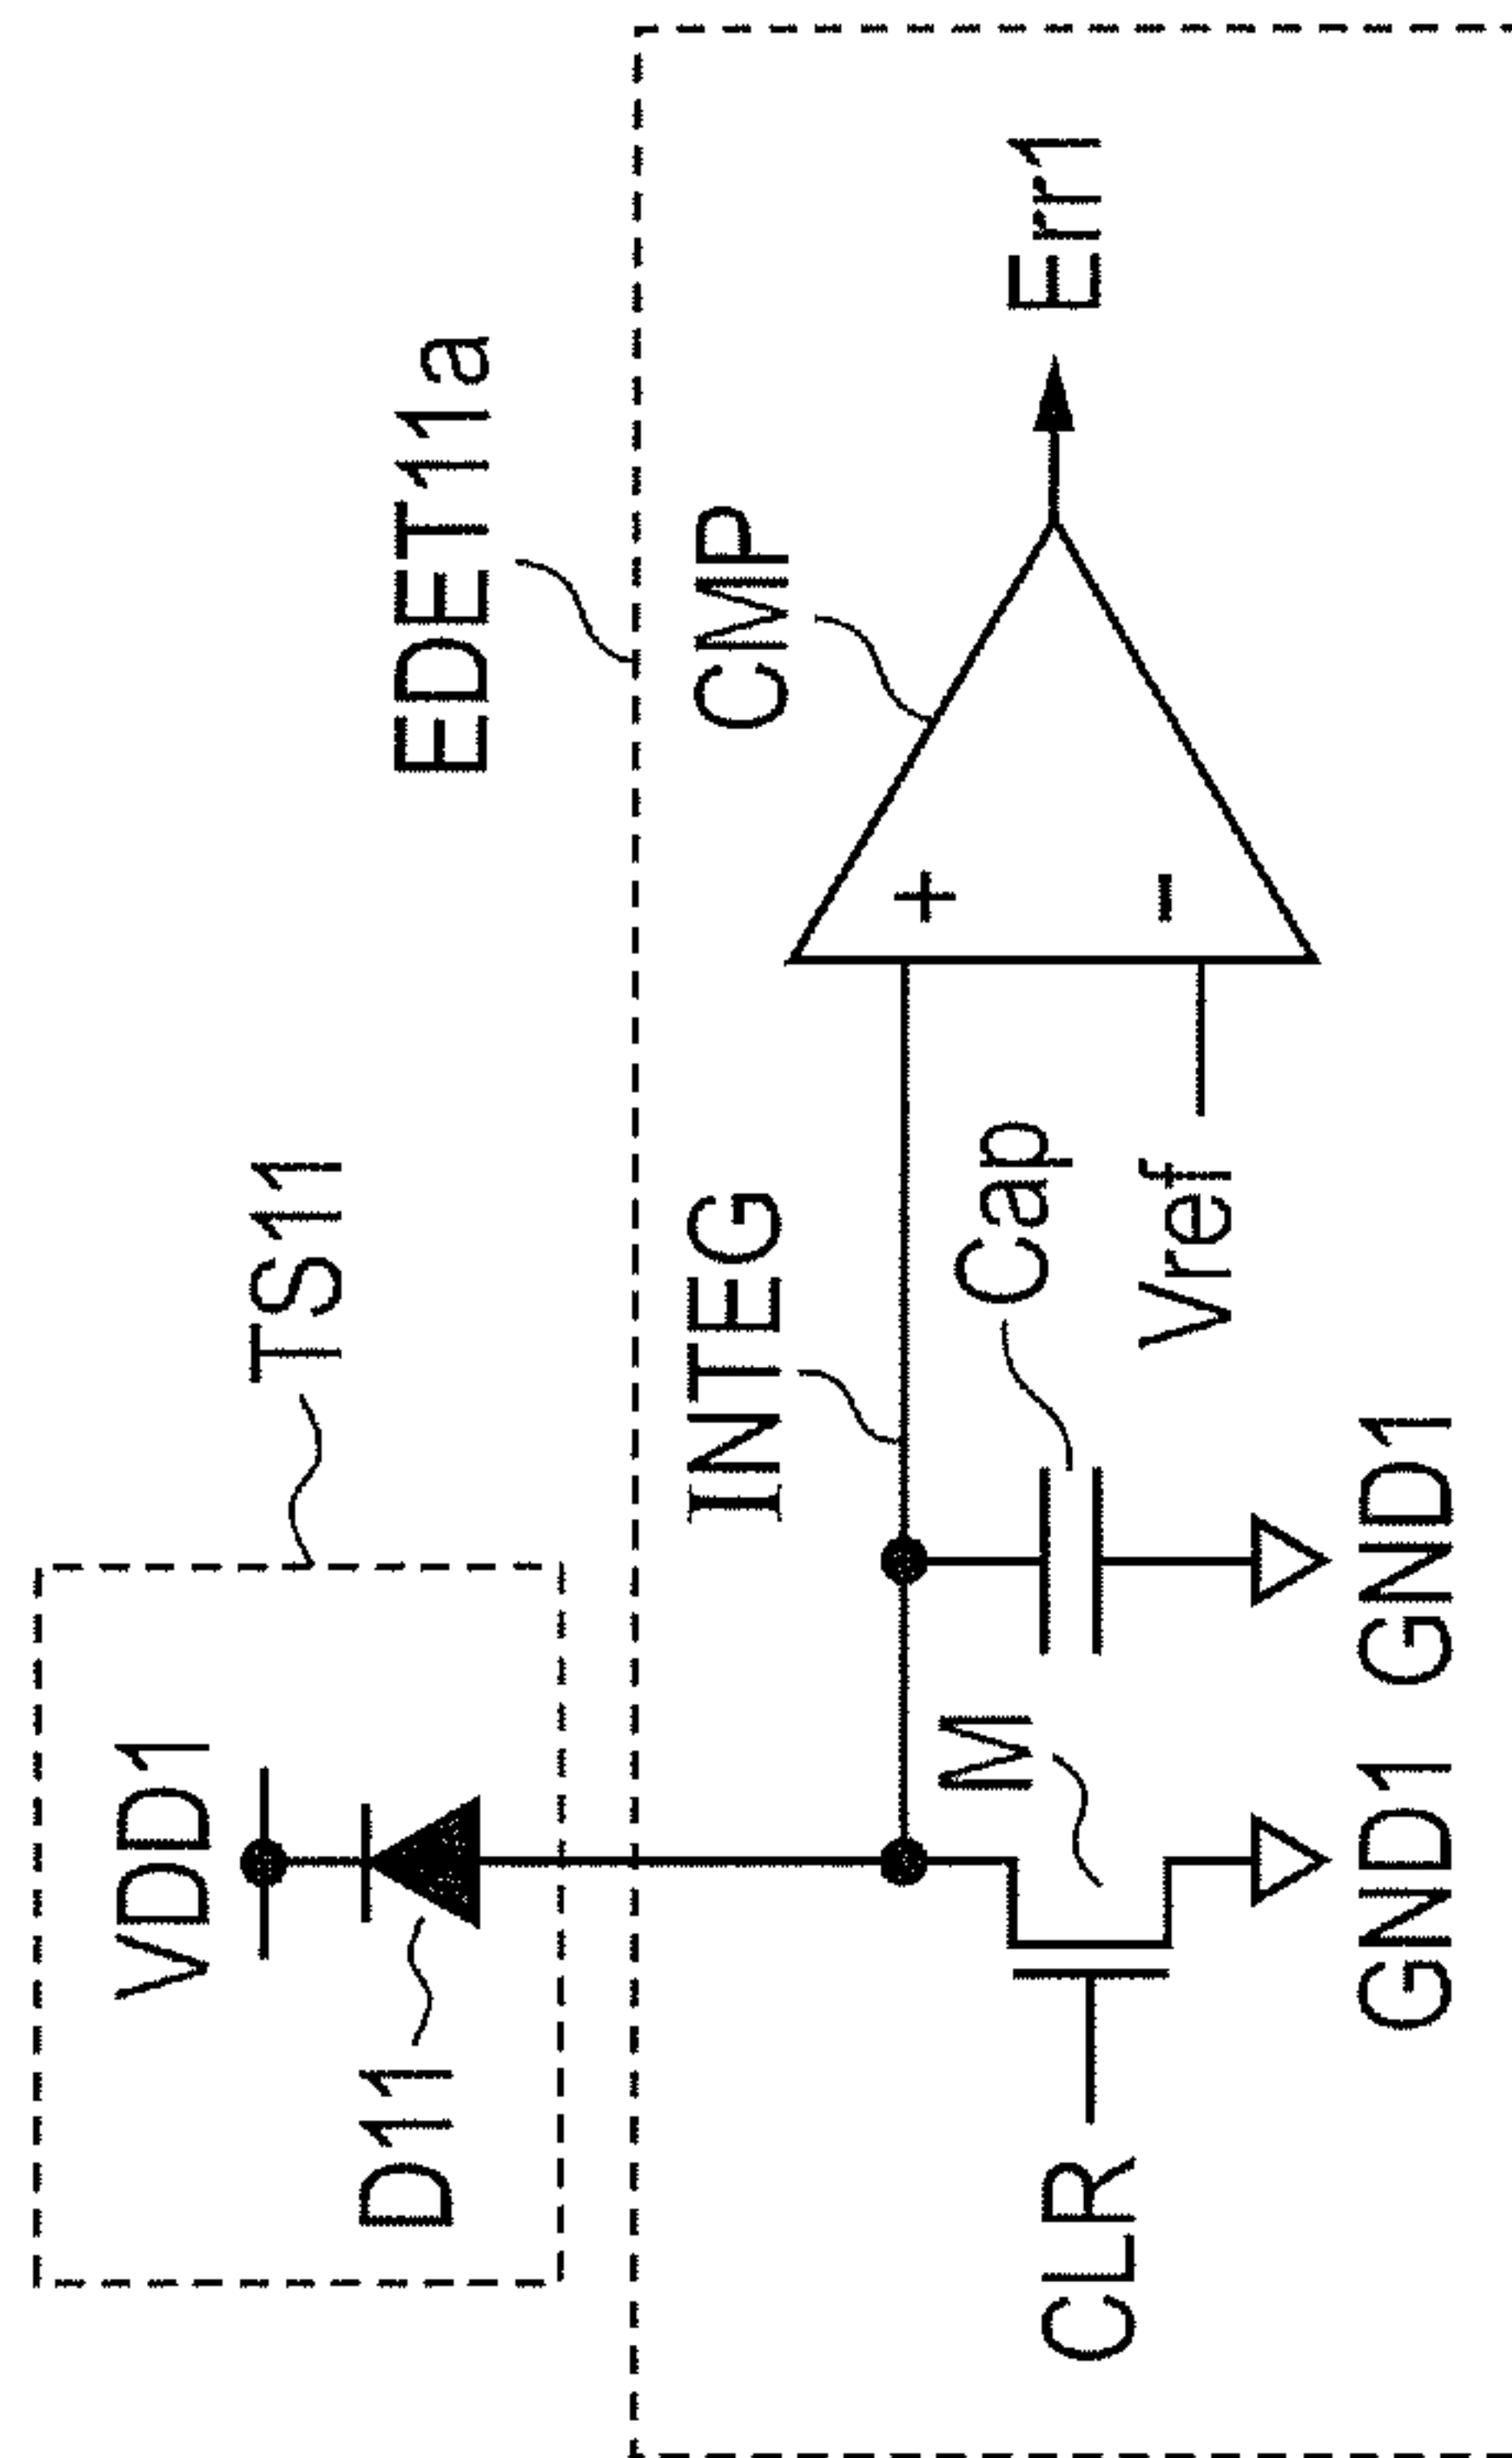 TS11
VDD1
D11
EDET11a
INTEG
CMP
CLR
M
Cap
Vref
Err1
GND1
GND1